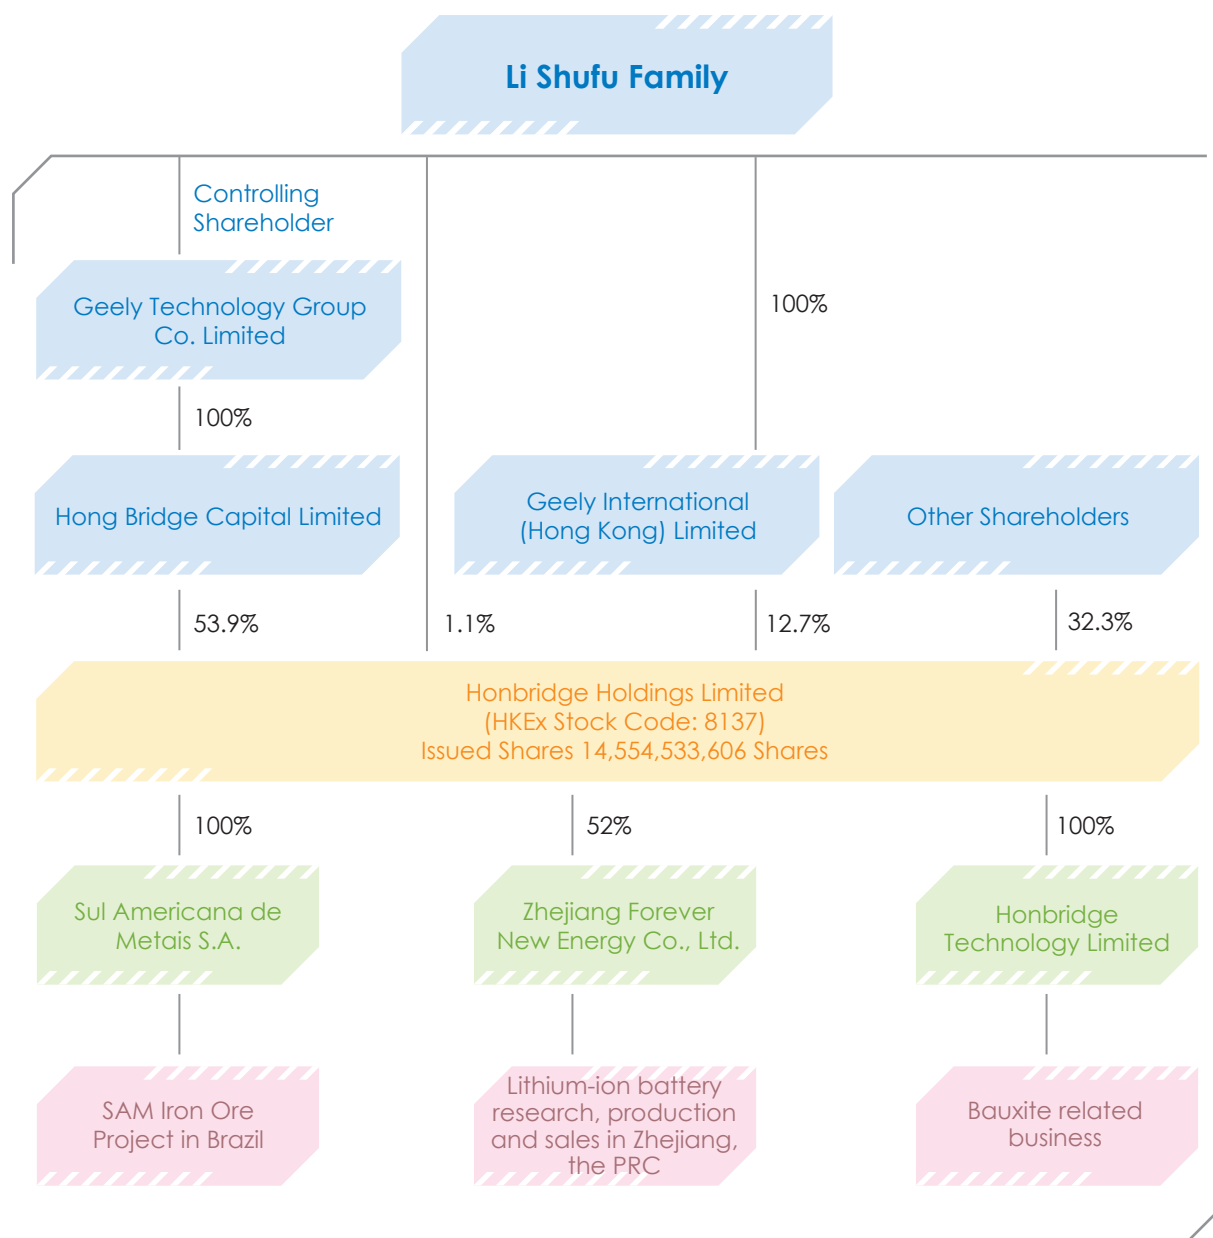 Li Shufu Family
Controlling
Shareholder
Geely Technology Group
Co. Limited
100%
100%
Hong Bridge Capital Limited
Geely International
(Hong Kong) Limited
Other Shareholders
53.9%
1.1%
12.7%
32.3%
Honbridge Holdings Limited
(HKEx Stock Code: 8137)
Issued Shares 14,554,533,606 Shares
100%
52%
100%
Sul Americana de
Metais S.A.
Zhejiang Forever
New Energy Co., Ltd.
Honbridge
Technology Limited
SAM Iron Ore
Project in Brazil
Lithium-ion battery
research, production
and sales in Zhejiang,
the PRC
Bauxite related
business